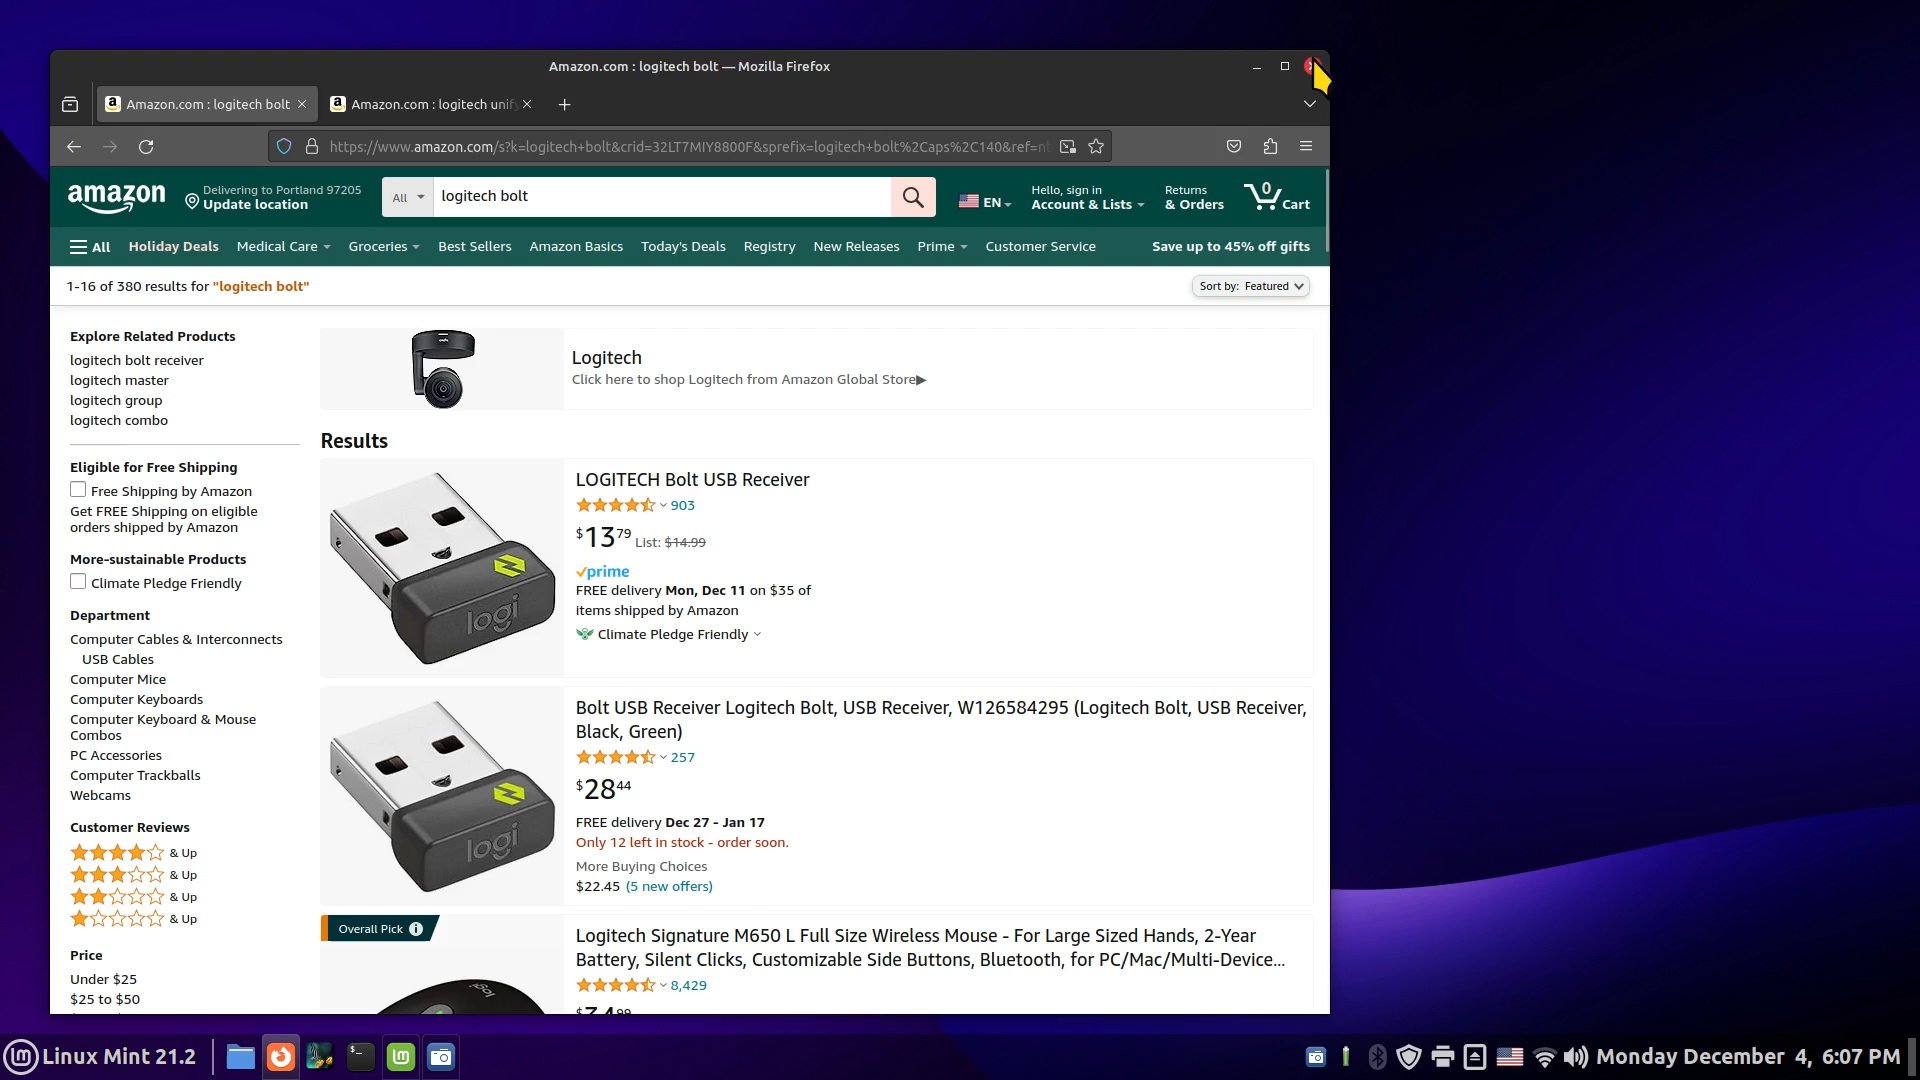 Amazon.com : logitech bolt — Mozilla Firefox
Amazon.com : logitech bolt
Amazon.com : logitech unify
https://www.amazon.com/s?k=logitech+bolt&crid=32LT7MIY8800F&sprefix=logitech+bolt%2Caps%2C140&ref=n
amazon
Delivering to Portland 97205
Update location
All
logitech bolt
EN
Hello, sign in
Account & Lists
Returns
& Orders
0
Cart
All
Holiday Deals
Medical Care
Groceries
Best Sellers
Amazon Basics
Today's Deals
Registry
New Releases
Prime
Customer Service
Save up to 45% off gifts
1-16 of 380 results for "logitech bolt"
Sort by: Featured
Explore Related Products
logitech bolt receiver
logitech master
logitech group
logitech combo
Eligible for Free Shipping
Free Shipping by Amazon
Get FREE Shipping on eligible
orders shipped by Amazon
More-sustainable Products
Climate Pledge Friendly
Department
Computer Cables & Interconnects
USB Cables
Computer Mice
Computer Keyboards
Computer Keyboard & Mouse
Combos
PC Accessories
Computer Trackballs
Webcams
Customer Reviews
& Up
& Up
& Up
& Up
Price
Under $25
$25 to $50
Logitech
Click here to shop Logitech from Amazon Global Store▶
Results
logi
LOGITECH Bolt USB Receiver
903
$13.79 List: $14.99
prime
FREE delivery Mon, Dec 11 on $35 of
items shipped by Amazon
Climate Pledge Friendly
logi
Bolt USB Receiver Logitech Bolt, USB Receiver, W126584295 (Logitech Bolt, USB Receiver,
Black, Green)
257
$28.44
FREE delivery Dec 27 - Jan 17
Only 12 left in stock - order soon.
More Buying Choices
$22.45 (5 new offers)
Overall Pick
logi
Logitech Signature M650 L Full Size Wireless Mouse - For Large Sized Hands, 2-Year
Battery, Silent Clicks, Customizable Side Buttons, Bluetooth, for PC/Mac/Multi-Device...
8,429
Linux Mint 21.2
Monday December 4, 6:07 PM